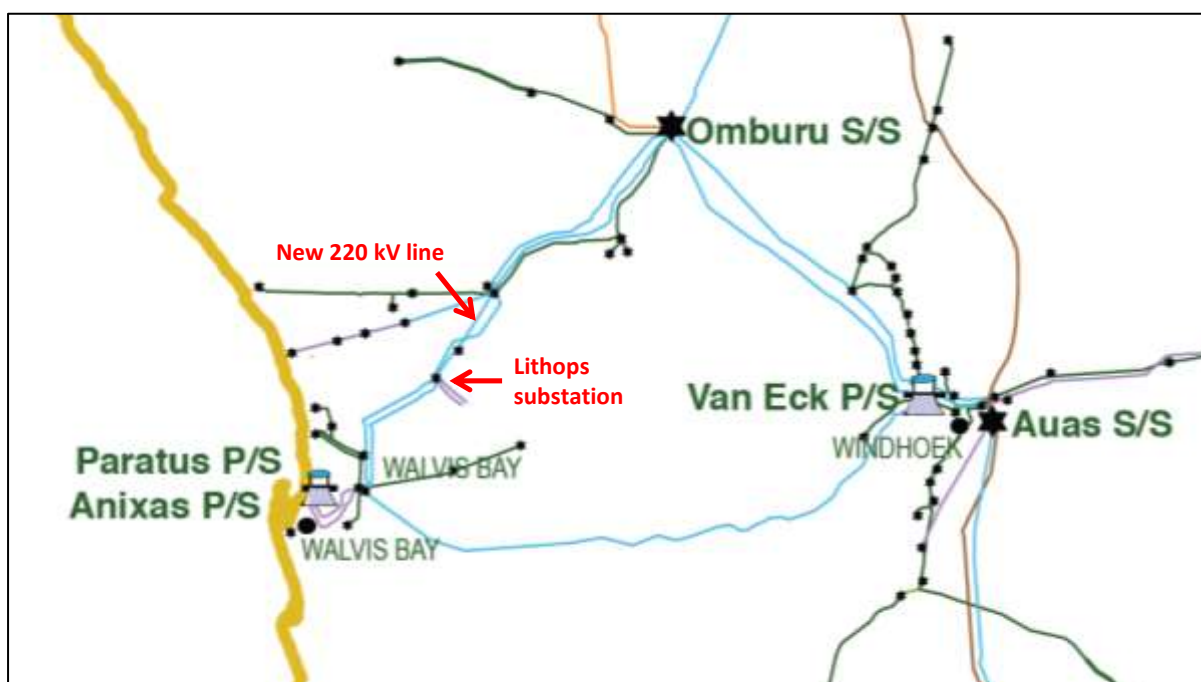 Omburu S/S
New 220 kV line
Lithops
substation
Van Eck P/S
Auas S/S
WINDHOEK
Paratus P/S
WALVIS BAY
Anixas P/S
WALVIS BAY